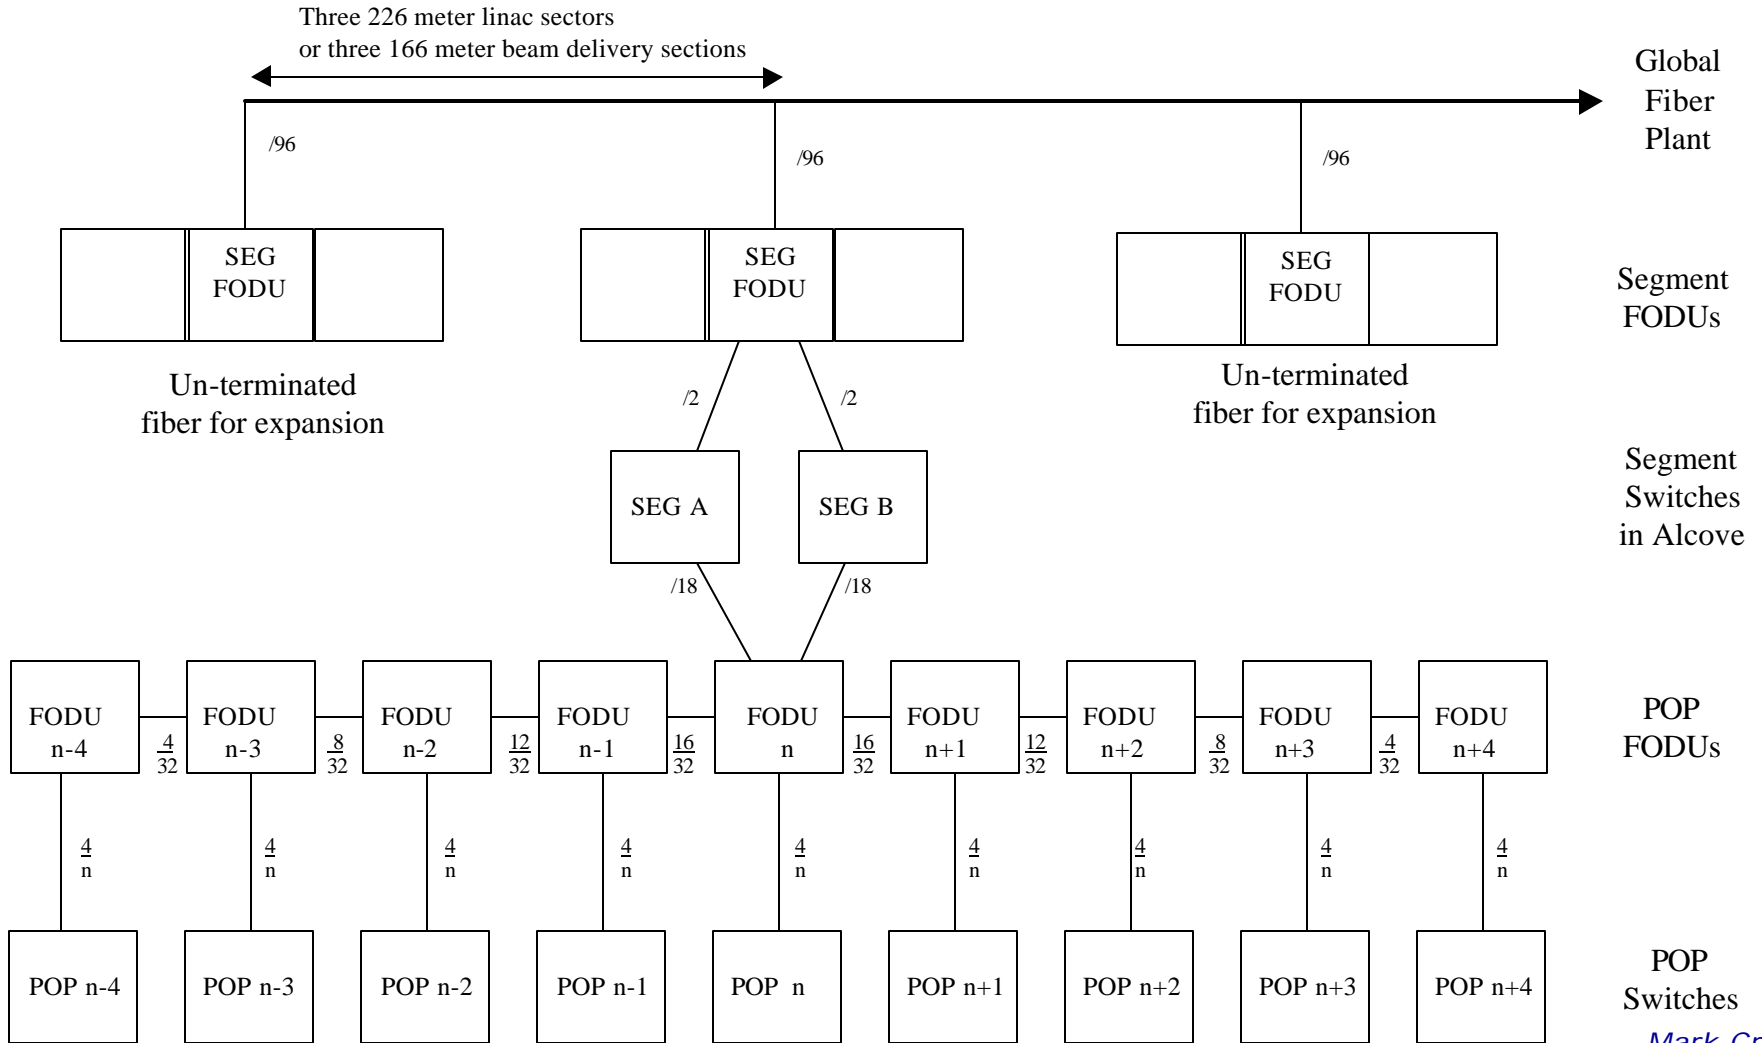 Three 226 meter linac sectors
or three 166 meter beam delivery sections
Global
Fiber
Plant
/96
/96
/96
SEG
FODU
SEG
FODU
SEG
FODU
Segment
FODUs
Un-terminated
fiber for expansion
Un-terminated
fiber for expansion
/2
/2
Segment
Switches
in Alcove
SEG A
SEG B
/18
/18
FODU
n-4
FODU
n-3
FODU
n-2
FODU
n-1
FODU
n
FODU
n+1
FODU
n+2
FODU
n+3
FODU
n+4
POP
FODUs
4
32
8
32
12
32
16
32
16
32
12
32
8
32
4
32
4
n
4
n
4
n
4
n
4
n
4
n
4
n
4
n
4
n
POP n-4
POP n-3
POP n-2
POP n-1
POP n
POP n+1
POP n+2
POP n+3
POP n+4
POP
Switches
Mark